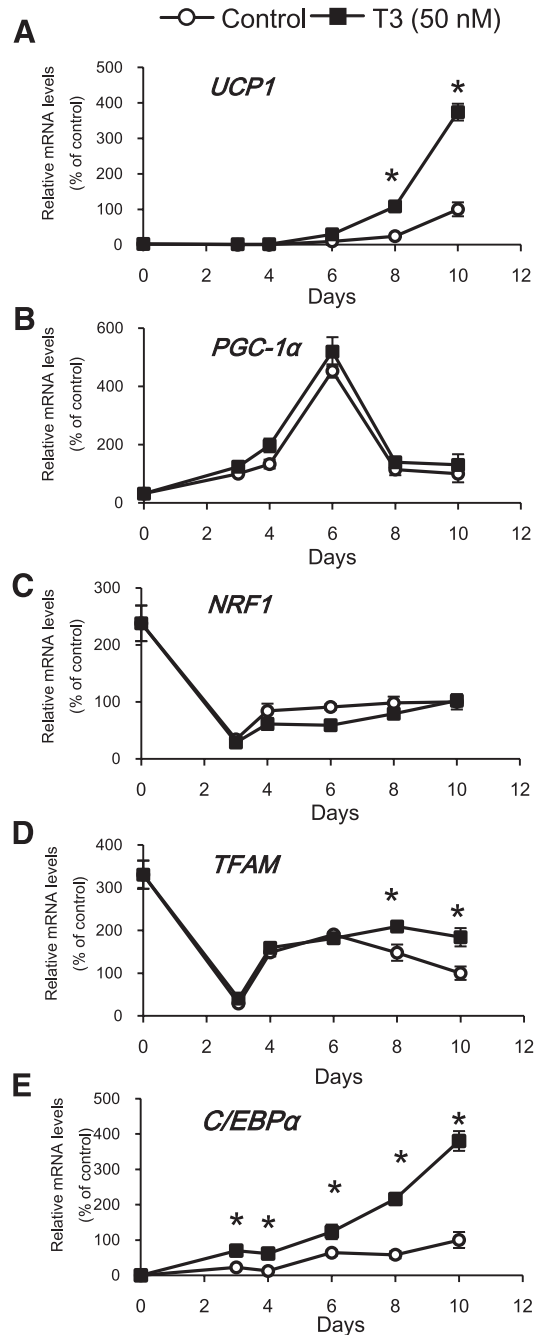 Control T3 (50 nM)
A
UCP1
Relative mRNA levels
(% of control)
500
400
300
200
100
0
*
*
0 2 4 6 8 10 12
Days
B
PGC-1α
Relative mRNA levels
(% of control)
600
400
200
0
0 2 4 6 8 10 12
Days
C
NRF1
Relative mRNA levels
(% of control)
300
200
100
0
0 2 4 6 8 10 12
Days
D
TFAM
Relative mRNA levels
(% of control)
400
300
200
100
0
*
*
0 2 4 6 8 10 12
Days
E
C/EBPα
Relative mRNA levels
(% of control)
500
400
300
200
100
0
*
*
*
*
*
0 2 4 6 8 10 12
Days